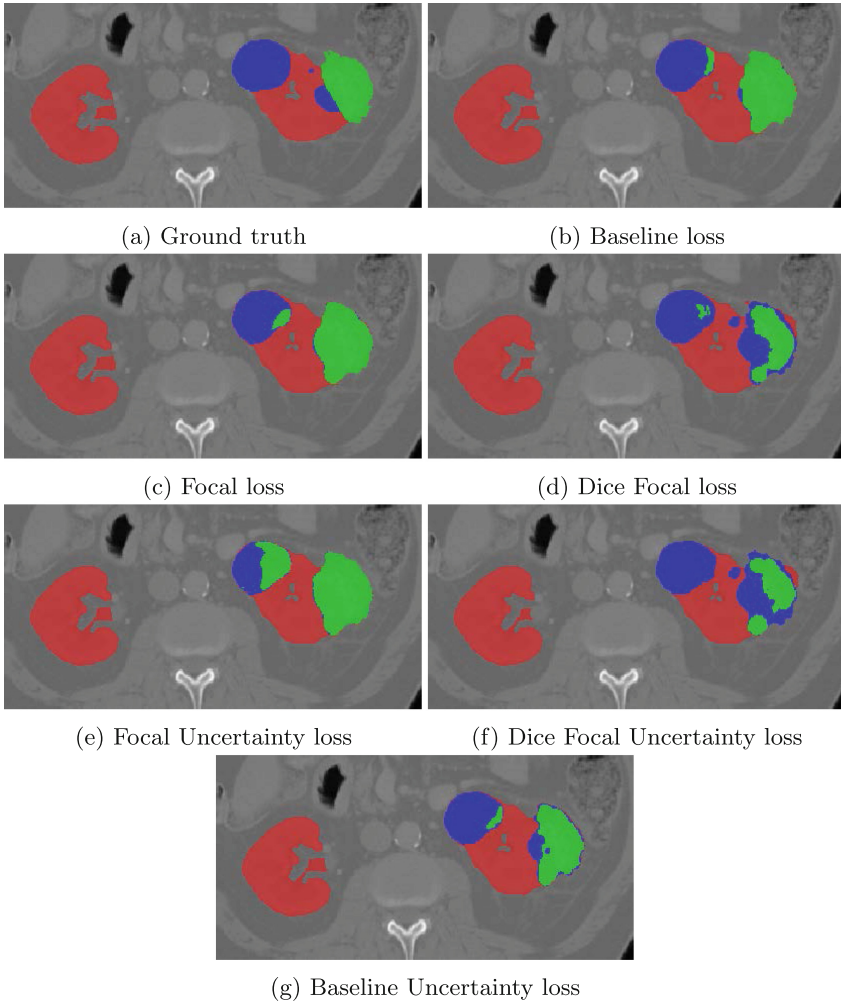 (a) Ground truth
(b) Baseline loss
(c) Focal loss
(d) Dice Focal loss
(e) Focal Uncertainty loss
(f) Dice Focal Uncertainty loss
(g) Baseline Uncertainty loss